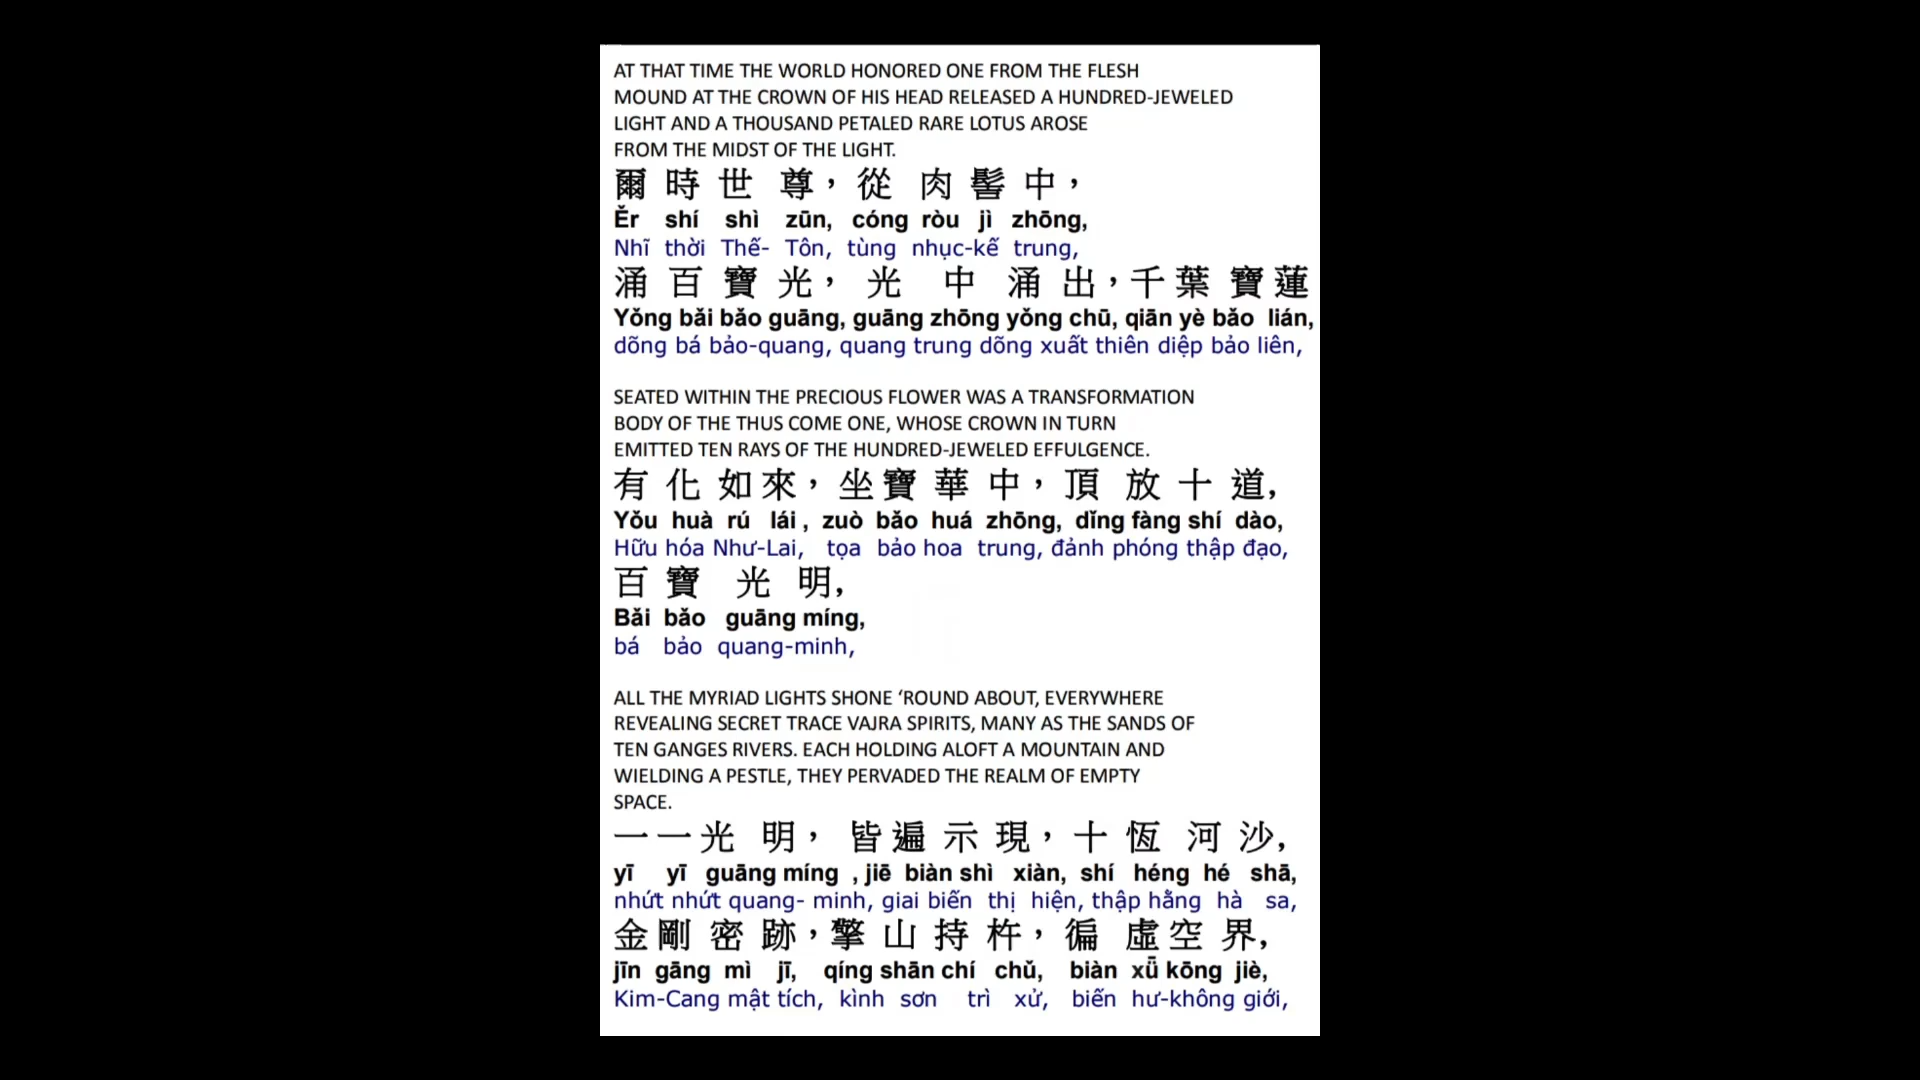 AT THAT TIME THE WORLD HONORED ONE FROM THE FLESH
MOUND AT THE CROWN OF HIS HEAD RELEASED A HUNDRED-JEWELED
LIGHT AND A THOUSAND PETALED RARE LOTUS AROSE
FROM THE MIDST OF THE LIGHT.
爾 時 世 尊，從 肉 髻 中，
Ěr shí shì zūn, cóng ròu jì zhōng,
Nhĩ thời Thế- Tôn, tùng nhục-kế trung,
涌 百 寶 光， 光 中 涌 出，千 葉 寶 蓮
Yǒng bǎi bǎo guāng, guāng zhōng yǒng chū, qiān yè bǎo lián,
dõng bá bảo-quang, quang trung dõng xuất thiên diệp bảo liên,
SEATED WITHIN THE PRECIOUS FLOWER WAS A TRANSFORMATION
BODY OF THE THUS COME ONE, WHOSE CROWN IN TURN
EMITTED TEN RAYS OF THE HUNDRED-JEWELED EFFULGENCE.
有 化 如 來，坐 寶 華 中，頂 放 十 道,
Yǒu huà rú lái , zuò bǎo huá zhōng, dǐng fàng shí dào,
Hữu hóa Như-Lai, tọa bảo hoa trung, đảnh phóng thập đạo,
百 寶 光 明,
Bǎi bǎo guāng míng,
bá bảo quang-minh,
ALL THE MYRIAD LIGHTS SHONE ‘ROUND ABOUT, EVERYWHERE
REVEALING SECRET TRACE VAJRA SPIRITS, MANY AS THE SANDS OF
TEN GANGES RIVERS. EACH HOLDING ALOFT A MOUNTAIN AND
WIELDING A PESTLE, THEY PERVADED THE REALM OF EMPTY
SPACE.
一 一 光 明， 皆 遍 示 現，十 恆 河 沙,
yī yī guāng míng , jiē biàn shì xiàn, shí héng hé shā,
nhứt nhứt quang- minh, giai biến thị hiện, thập hằng hà sa,
金 剛 密 跡，擎 山 持 杵， 徧 虛 空 界,
jīn gāng mì jī, qíng shān chí chǔ, biàn xǖ kōng jiè,
Kim-Cang mật tích, kình sơn trì xử, biến hư-không giới,